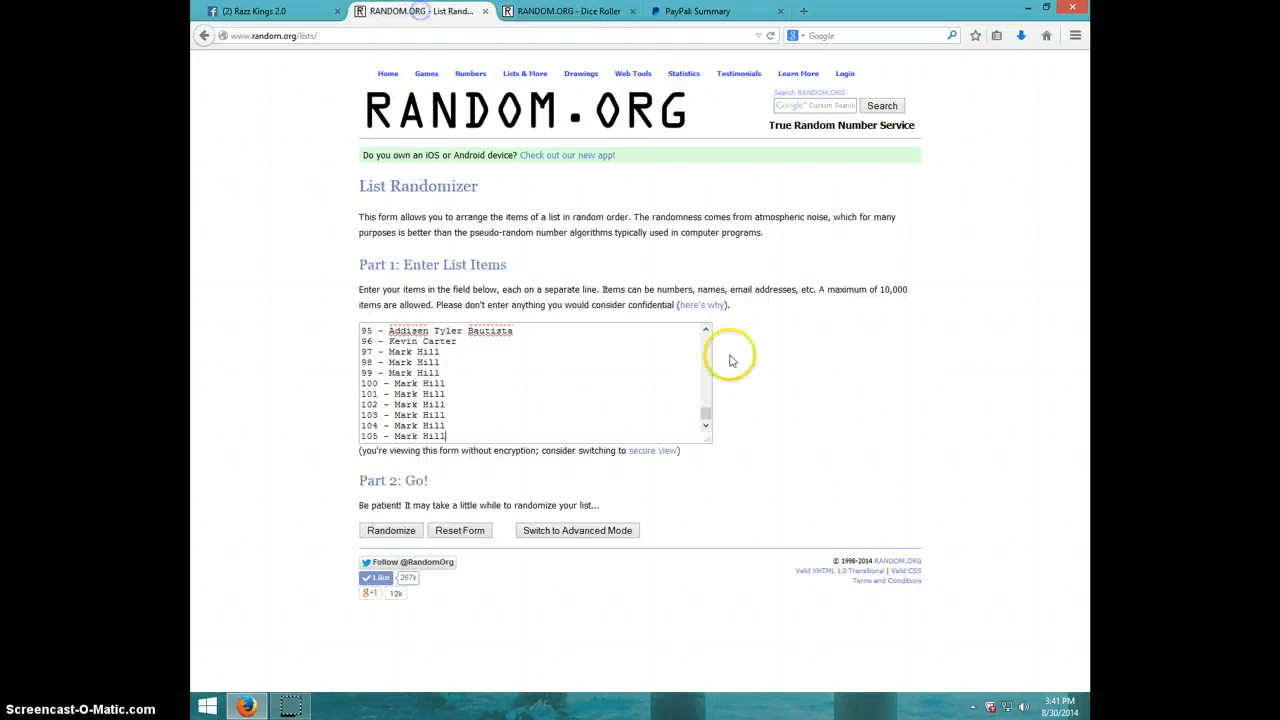 (2) Razz Kings 2.0
RANDOM.ORG - List Rand...
RANDOM.ORG - Dice Roller
PayPal: Summary
www.random.org/lists/
Google
Home Games Numbers Lists & More Drawings Web Tools Statistics Testimonials Learn More Login
RANDOM.ORG
Search RANDOM.ORG
Google™ Custom Search
Search
True Random Number Service
Do you own an iOS or Android device? Check out our new app!
List Randomizer
This form allows you to arrange the items of a list in random order. The randomness comes from atmospheric noise, which for many
purposes is better than the pseudo-random number algorithms typically used in computer programs.
Part 1: Enter List Items
Enter your items in the field below, each on a separate line. Items can be numbers, names, email addresses, etc. A maximum of 10,000
items are allowed. Please don't enter anything you would consider confidential (here's why).
95 - Addisen Tyler Bautista
96 - Kevin Carter
97 - Mark Hill
98 - Mark Hill
99 - Mark Hill
100 - Mark Hill
101 - Mark Hill
102 - Mark Hill
103 - Mark Hill
104 - Mark Hill
105 - Mark Hill
(you're viewing this form without encryption; consider switching to secure view)
Part 2: Go!
Be patient! It may take a little while to randomize your list...
Randomize Reset Form Switch to Advanced Mode
Follow @RandomOrg
Like 267k
+1 12k
© 1998-2014 RANDOM.ORG
Valid XHTML 1.0 Transitional | Valid CSS
Terms and Conditions
3:41 PM
8/30/2014
Screencast-O-Matic.com